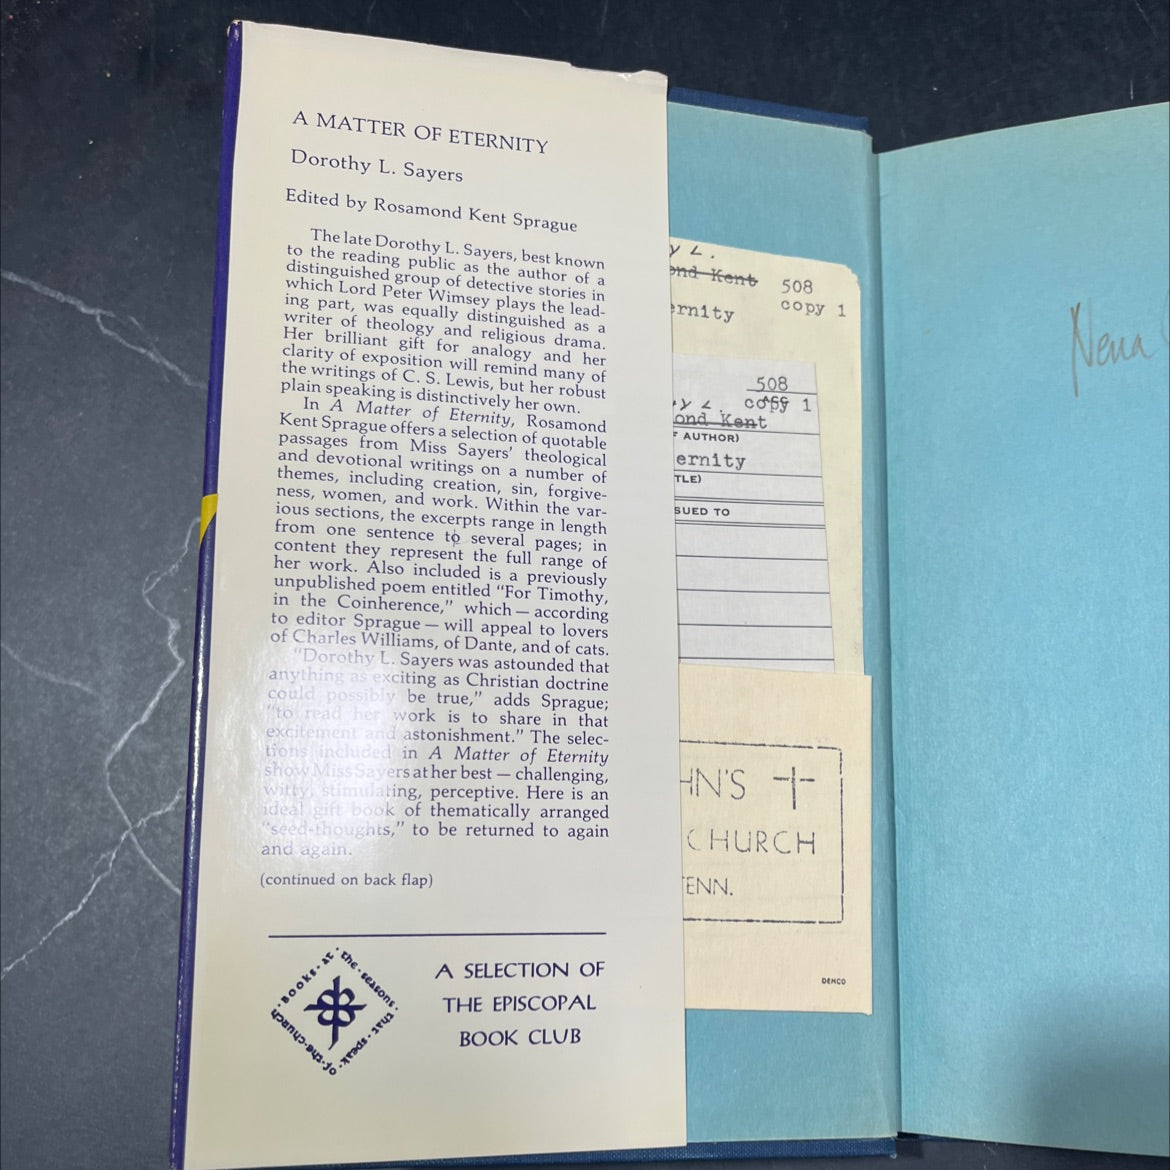 A MATTER OF ETERNITY
Dorothy L. Sayers
Edited by Rosamond Kent Sprague
The late Dorothy L. Sayers, best known
to the reading public as the author of a
distinguished group of detective stories in
which Lord Peter Wimsey plays the lead-
ing part, was equally distinguished as a
writer of theology and religious drama.
Her brilliant gift for analogy and her
clarity of exposition will remind many of
the writings of C. S. Lewis, but her robust
plain speaking is distinctively her own.
In A Matter of Eternity, Rosamond
Kent Sprague offers a selection of quotable
passages from Miss Sayers' theological
and devotional writings on a number of
themes, including creation, sin, forgive-
ness, women, and work. Within the var-
ious sections, the excerpts range in length
from one sentence to several pages; in
content they represent the full range of
her work. Also included is a previously
unpublished poem entitled “For Timothy,
in the Coinherence,” which — according
to editor Sprague — will appeal to lovers
of Charles Williams, of Dante, and of cats.
“Dorothy L. Sayers was astounded that
anything as exciting as Christian doctrine
could possibly be true,” adds Sprague;
“to read her work is to share in that
excitement and astonishment.” The selec-
tions included in A Matter of Eternity
show Miss Sayers at her best — challenging,
witty, stimulating, perceptive. Here is an
ideal gift book of thematically arranged
“seed-thoughts,” to be returned to again
and again.
(continued on back flap)
·BOOKS·at·the·seasons·that·speak·of·the·church
A SELECTION OF
THE EPISCOPAL
BOOK CLUB
y L.
ond Kent 508
ernity copy 1
508
y L copy 1
ond Kent
F AUTHOR)
ernity
TLE)
SUED TO
HN'S
CHURCH
TENN.
DEMCO
Nena